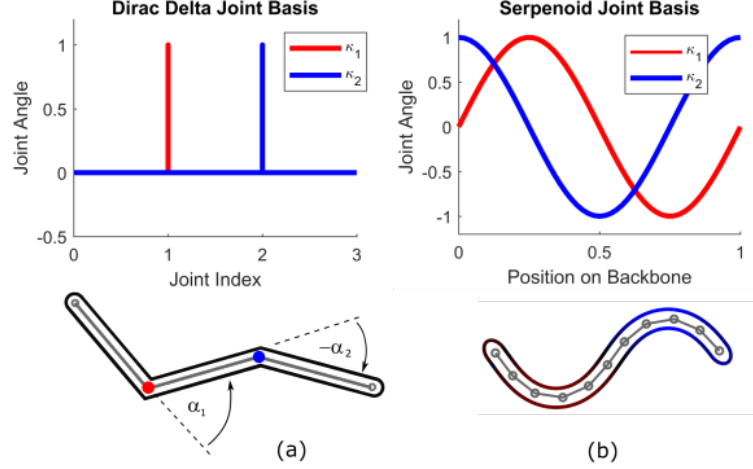 Dirac Delta Joint Basis
1
0.5
0
-0.5
0
1
2
3
Joint Angle
Joint Index
κ1
κ2
Serpenoid Joint Basis
1
0.5
0
-0.5
-1
0
0.5
1
Joint Angle
Position on Backbone
κ1
κ2
α1
-α2
(a)
(b)